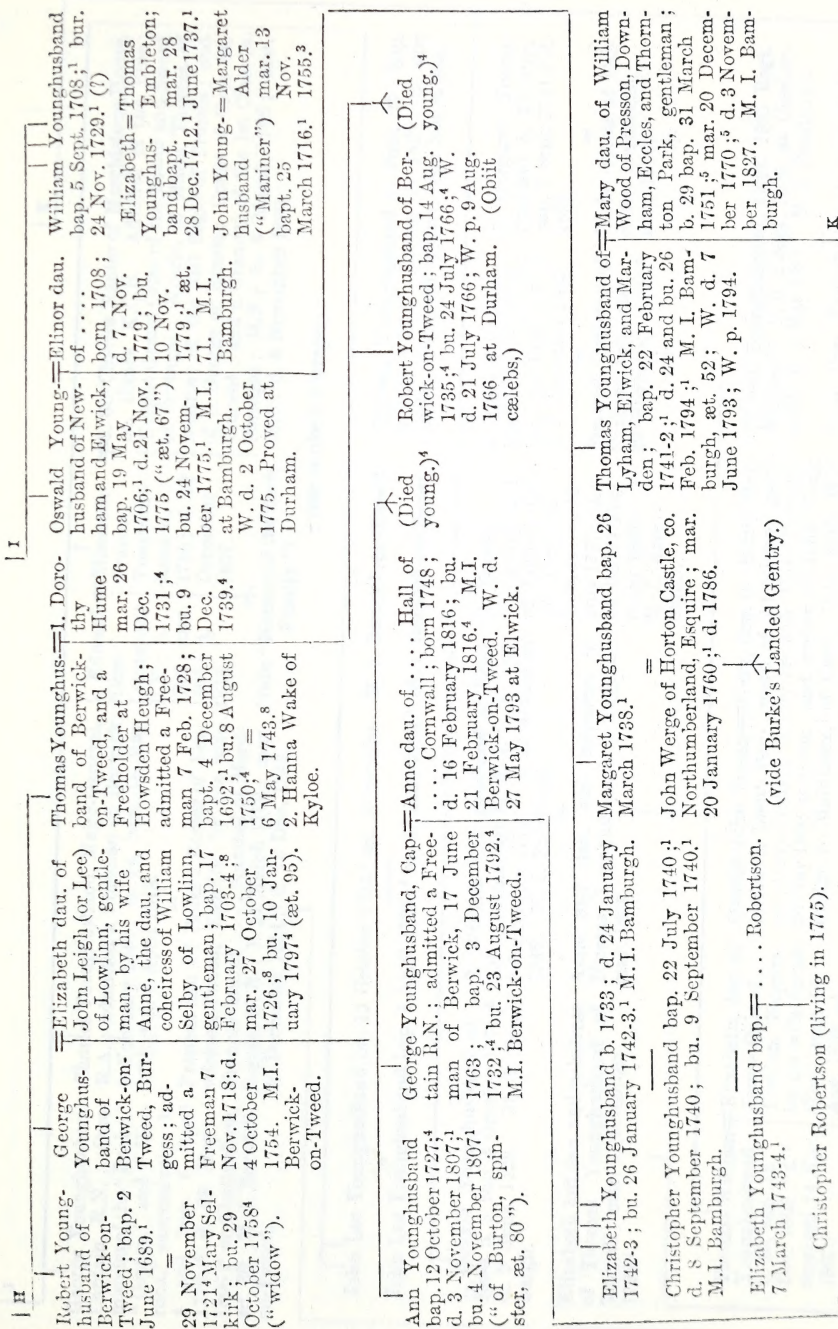 H
Robert Young-
husband of
Berwick-on-
Tweed; bap. 2
June 1689.¹
=
29 November
1721⁴ Mary Sel-
kirk; bu. 29
October 1758⁴
("widow").
George
Younghus-
band of
Berwick-on-
Tweed, Bur-
gess; ad-
mitted a
Freeman 7
Nov. 1718; d.
4 October
1754. M.I.
Berwick-
on-Tweed.
=Elizabeth dau. of
John Leigh (or Lee)
of Lowlinn, gentle-
man, by his wife
Anne, the dau. and
coheiress of William
Selby of Lowlinn,
gentleman; bap. 17
February 1703-4;⁸
mar. 27 October
1726;⁸ bu. 10 Jan-
uary 1797⁴ (æt. 95).
I
Thomas Younghus-
band of Berwick-
on-Tweed, and a
Freeholder at
Howsden Heugh;
admitted a Free-
man 7 Feb. 1728;
bapt. 4 December
1692;¹ bu. 8 August
1750;⁴ =
6 May 1743.⁸
2. Hanna Wake of
Kyloe.
=1. Doro-
thy
Hume
mar. 26
Dec.
1731;⁴
bu. 9
Dec.
1739.⁴
Oswald Young-
husband of New-
ham and Elwick,
bap. 19 May
1706;¹ d. 21 Nov.
1775 ("æt. 67")
bu. 24 Novem-
ber 1775,¹ M.I.
at Bamburgh.
W. d. 2 October
1775. Proved at
Durham.
=Elinor dau.
of ....
born 1708;
d. 7. Nov.
1779; bu.
10 Nov.
1779;¹ æt.
71. M.I.
Bamburgh.
William Younghusband
bap. 5 Sept. 1708;¹ bur.
24 Nov. 1729.¹ (?)
Elizabeth=Thomas
Younghus- Embleton;
band bapt. mar. 28
28 Dec. 1712.¹ June 1737.¹
John Young-=Margaret
husband Alder
("Mariner") mar. 13
bapt. 25 Nov.
March 1716.¹ 1755.³
Ann Younghusband
bap. 12 October 1727;⁴
d. 3 November 1807;¹
bu. 4 November 1807¹
("of Burton, spin-
ster, æt. 80").
George Younghusband, Cap-
tain R.N.; admitted a Free-
man of Berwick, 17 June
1763; bap. 3 December
1732;⁴ bu. 23 August 1792.⁴
M.I. Berwick-on-Tweed.
=Anne dau. of .... Hall of
.... Cornwall; born 1748;
d. 16 February 1816; bu.
21 February 1816.⁴ M.I.
Berwick-on-Tweed. W. d.
27 May 1793 at Elwick.
(Died
young.)⁴
Robert Younghusband of Ber-
wick-on-Tweed; bap. 14 Aug.
1735;⁴ bu. 24 July 1766;⁴ W.
d. 21 July 1766; W. p. 9 Aug.
1766 at Durham. (Obiit
cælebs,)
(Died
young,)⁴
Elizabeth Younghusband b. 1733; d. 24 January
1742-3; bu. 26 January 1742-3.¹ M. I. Bamburgh.
Christopher Younghusband bap. 22 July 1740;¹
d. 8 September 1740; bu. 9 September 1740.¹
M.I. Bamburgh.
Elizabeth Younghusband bap.=.... Robertson.
7 March 1743-4.¹
Christopher Robertson (living in 1775).
Margaret Younghusband bap. 26
March 1738.¹
=
John Werge of Horton Castle, co.
Northumberland, Esquire; mar.
20 January 1760;¹ d. 1786.
(vide Burke's Landed Gentry.)
Thomas Younghusband of
Lyham, Elwick, and Mar-
den; bap. 22 February
1741-2;¹ d. 24 and bu. 26
Feb. 1794;¹ M. I. Bam-
burgh, æt. 52; W. d. 7
June 1793; W. p. 1794.
=Mary dau. of William
Wood of Presson, Down-
ham, Eccles, and Thorn-
ton Park, gentleman;
b. 29 bap. 31 March
1751;⁵ mar. 20 Decem-
ber 1770;⁵ d. 3 Novem-
ber 1827. M. I. Bam-
burgh.
K